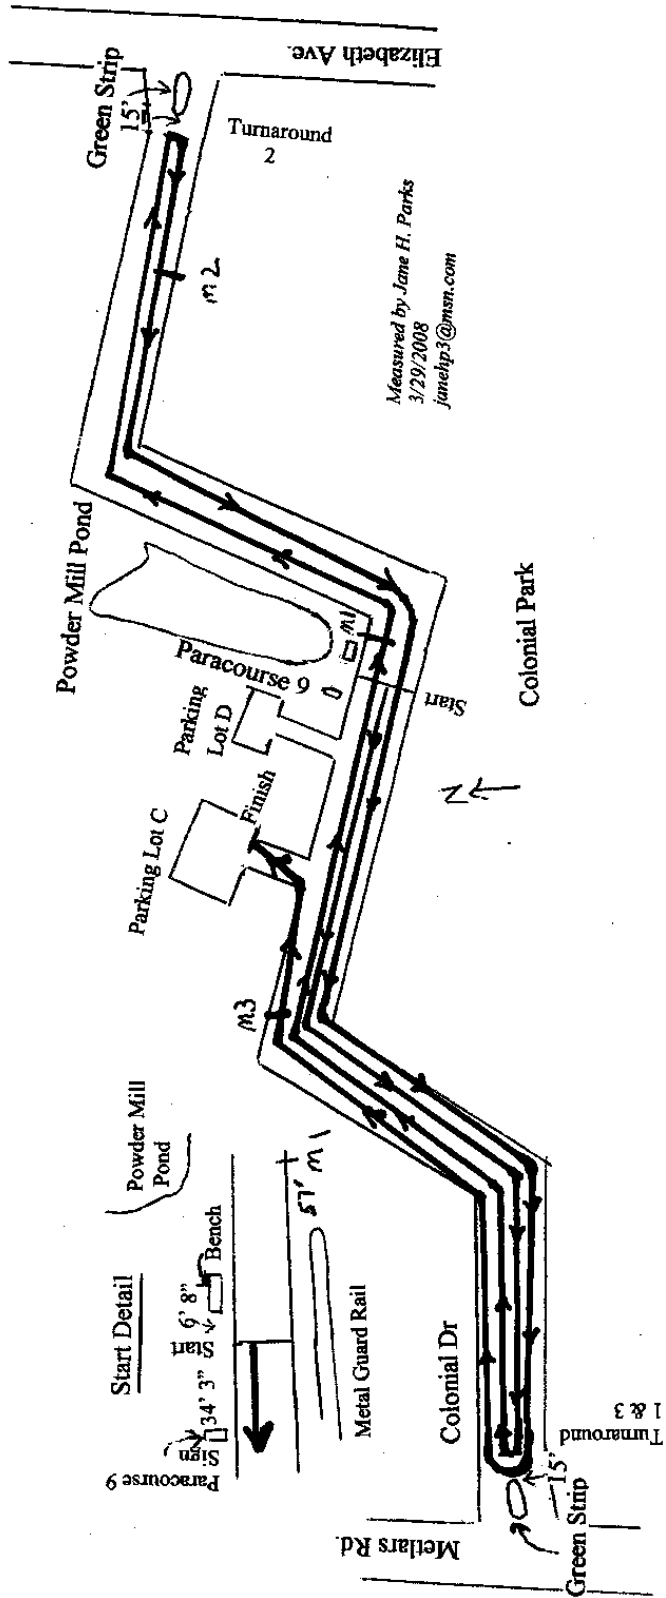 Elizabeth Ave.
Green Strip
15'
Turnaround
2
M2
Measured by Jane H. Parks
3/29/2008
janehp3@msn.com
Powder Mill Pond
M1
Paracourse 9
Start
Colonial Park
Parking
Lot D
N
Finish
Parking Lot C
M3
Powder Mill
Pond
Start Detail
Bench
6' 8"
Start
34' 3"
Sign
Paracourse 9
57' M1
Metal Guard Rail
Colonial Dr
Turnaround
1 & 3
15'
Green Strip
Metlars Rd.